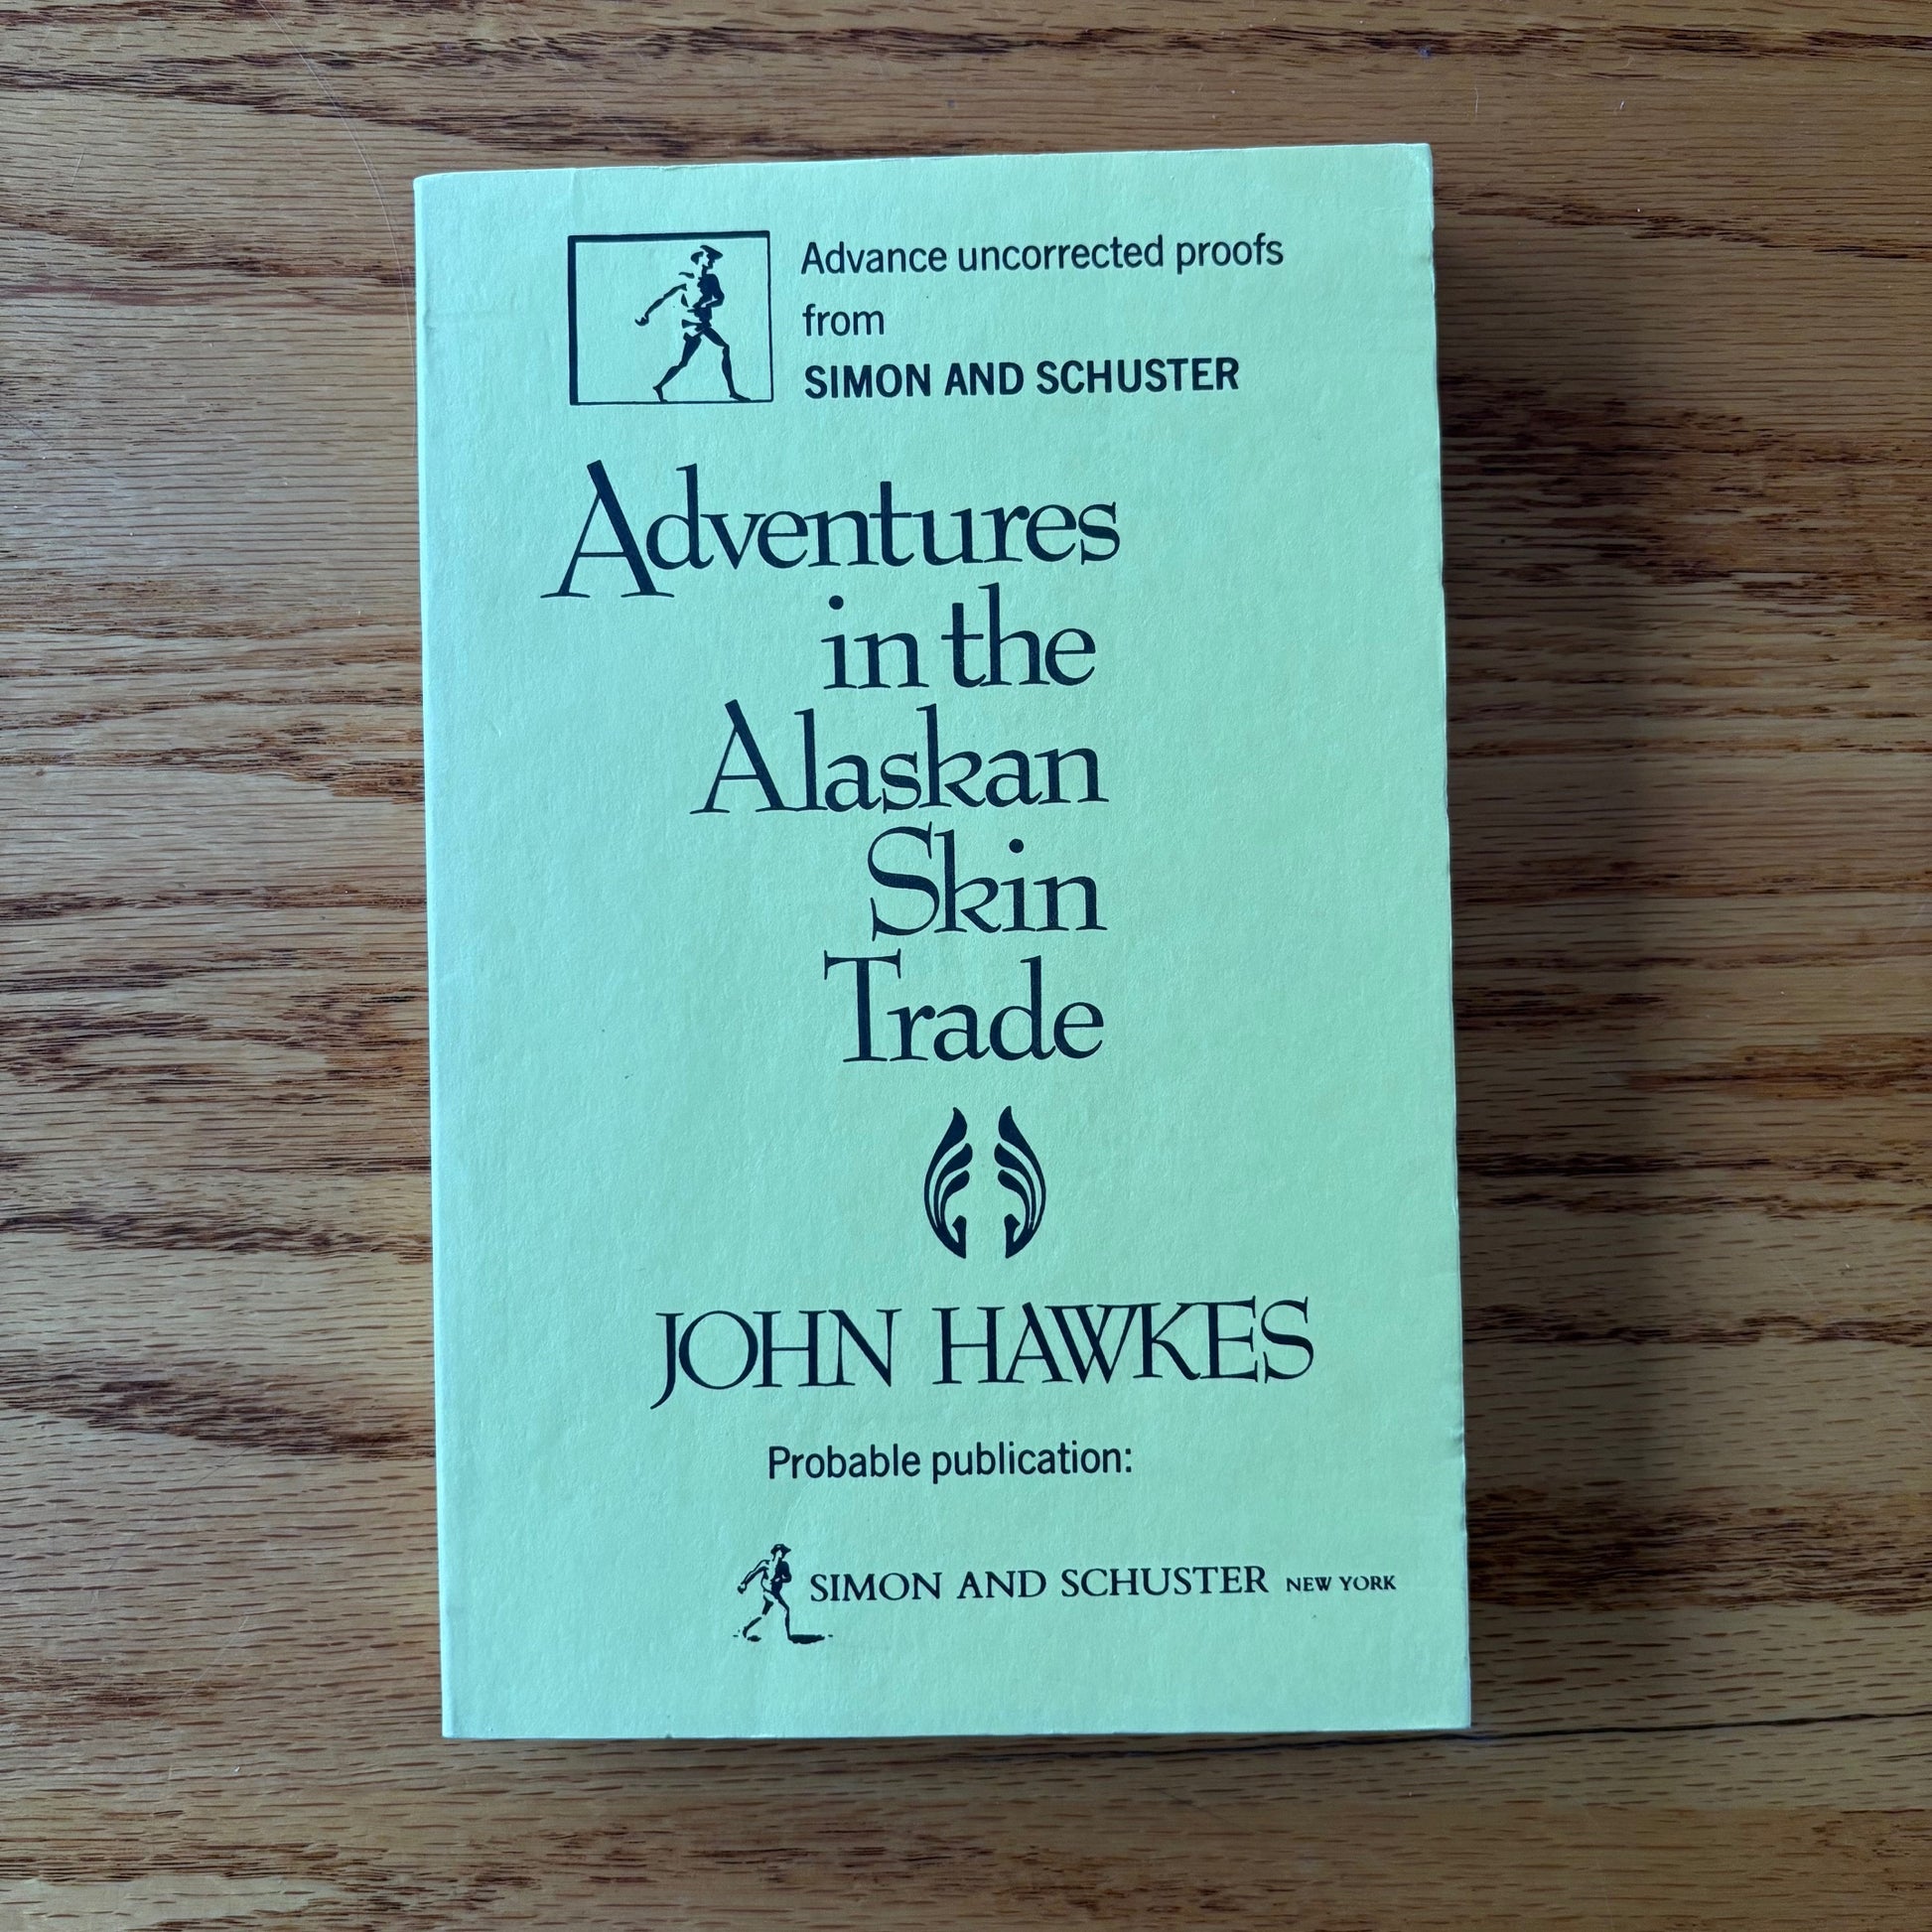 Advance uncorrected proofs
from
SIMON AND SCHUSTER
Adventures
in the
Alaskan
Skin
Trade
JOHN HAWKES
Probable publication:
SIMON AND SCHUSTER NEW YORK